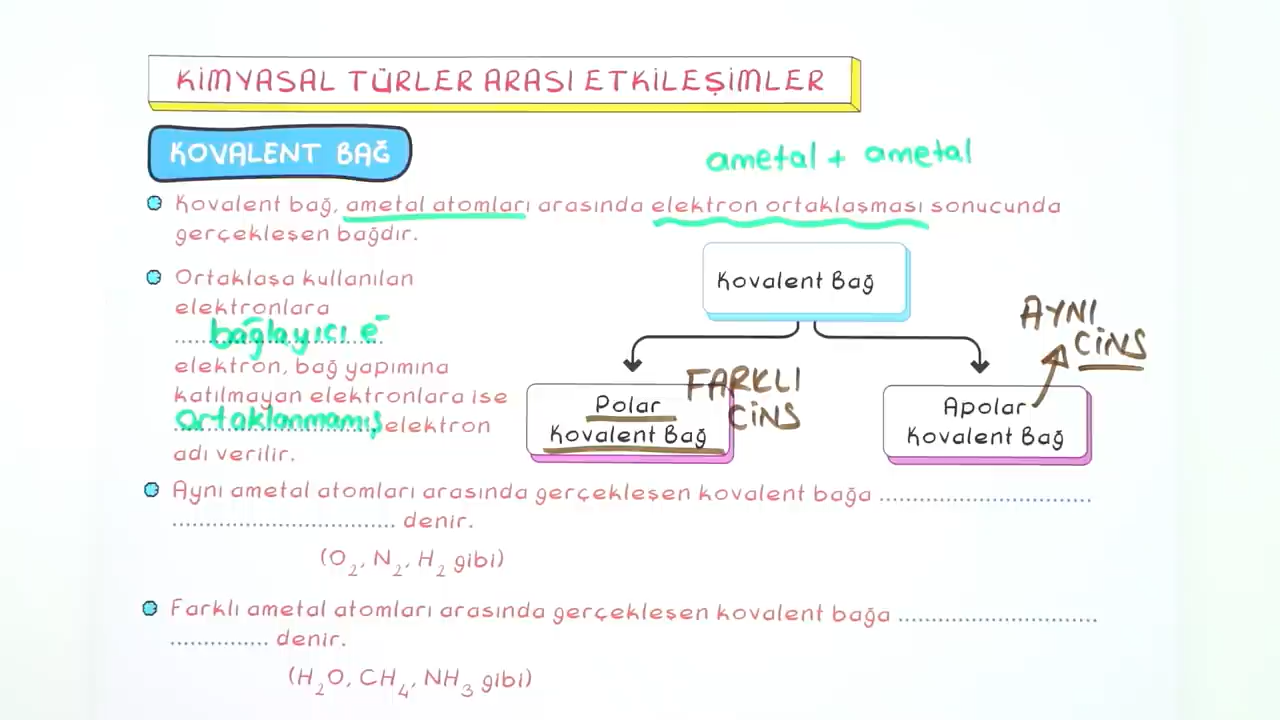 KİMYASAL TÜRLER ARASI ETKİLEŞİMLER
KOVALENT BAĞ
ametal + ametal
Kovalent bağ, ametal atomları arasında elektron ortaklaşması sonucunda
gerçekleşen bağdır.
Ortaklaşa kullanılan
elektronlara
bağlayıcı e⁻
elektron, bağ yapımına
katılmayan elektronlara ise
Ortaklanmamış elektron
adı verilir.
Kovalent Bağ
Polar
Kovalent Bağ
FARKLI
CİNS
Apolar
Kovalent Bağ
AYNI
CİNS
Aynı ametal atomları arasında gerçekleşen kovalent bağa ..............................
................................ denir.
(O₂, N₂, H₂ gibi)
Farklı ametal atomları arasında gerçekleşen kovalent bağa ............................
.............. denir.
(H₂O, CH₄, NH₃ gibi)